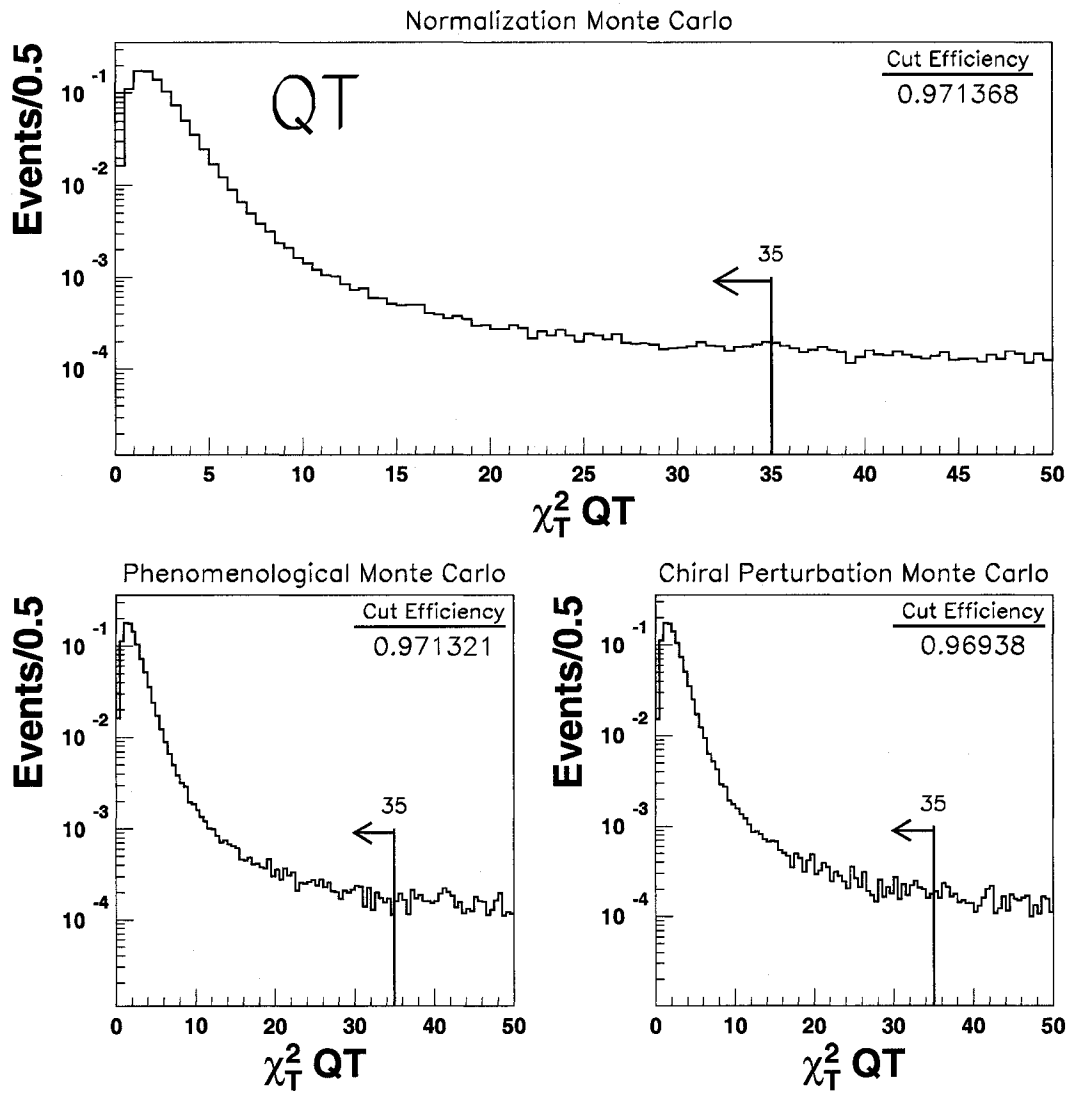 Normalization Monte Carlo
Events/0.5
10⁻¹
10⁻²
10⁻³
10⁻⁴
QT
Cut Efficiency
0.971368
35
0 5 10 15 20 25 30 35 40 45 50
χ²_T QT
Phenomenological Monte Carlo
Events/0.5
10⁻¹
10⁻²
10⁻³
10⁻⁴
Cut Efficiency
0.971321
35
0 10 20 30 40 50
χ²_T QT
Chiral Perturbation Monte Carlo
Events/0.5
10⁻¹
10⁻²
10⁻³
10⁻⁴
Cut Efficiency
0.96938
35
0 10 20 30 40 50
χ²_T QT